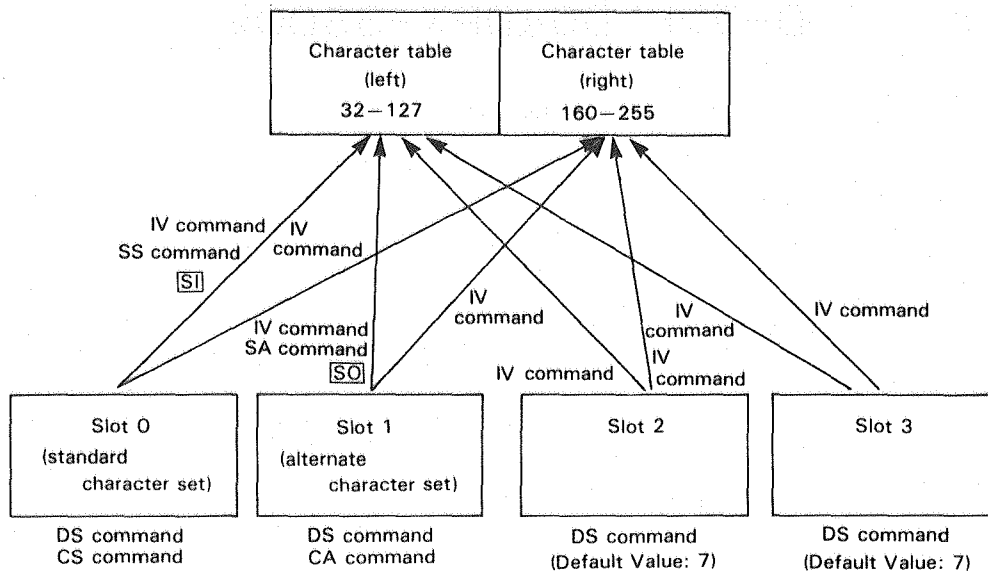 Character table
(left)
32–127
Character table
(right)
160–255
IV command
SS command
SI
IV
command
IV command
SA command
SO
IV
command
IV command
IV
command
IV
command
IV command
Slot 0
(standard
character set)
Slot 1
(alternate
character set)
Slot 2
Slot 3
DS command
CS command
DS command
CA command
DS command
(Default Value: 7)
DS command
(Default Value: 7)